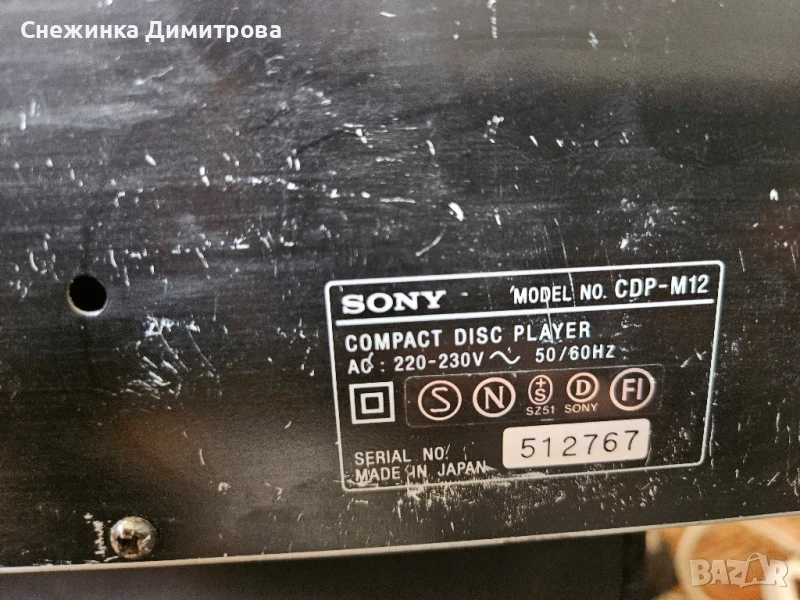 Снежинка Димитрова
SONY MODEL NO. CDP-M12
COMPACT DISC PLAYER
AC: 220-230V ~ 50/60HZ
S N +S D FI
SZ51 SONY
SERIAL NO. 512767
MADE IN JAPAN
BAZAR